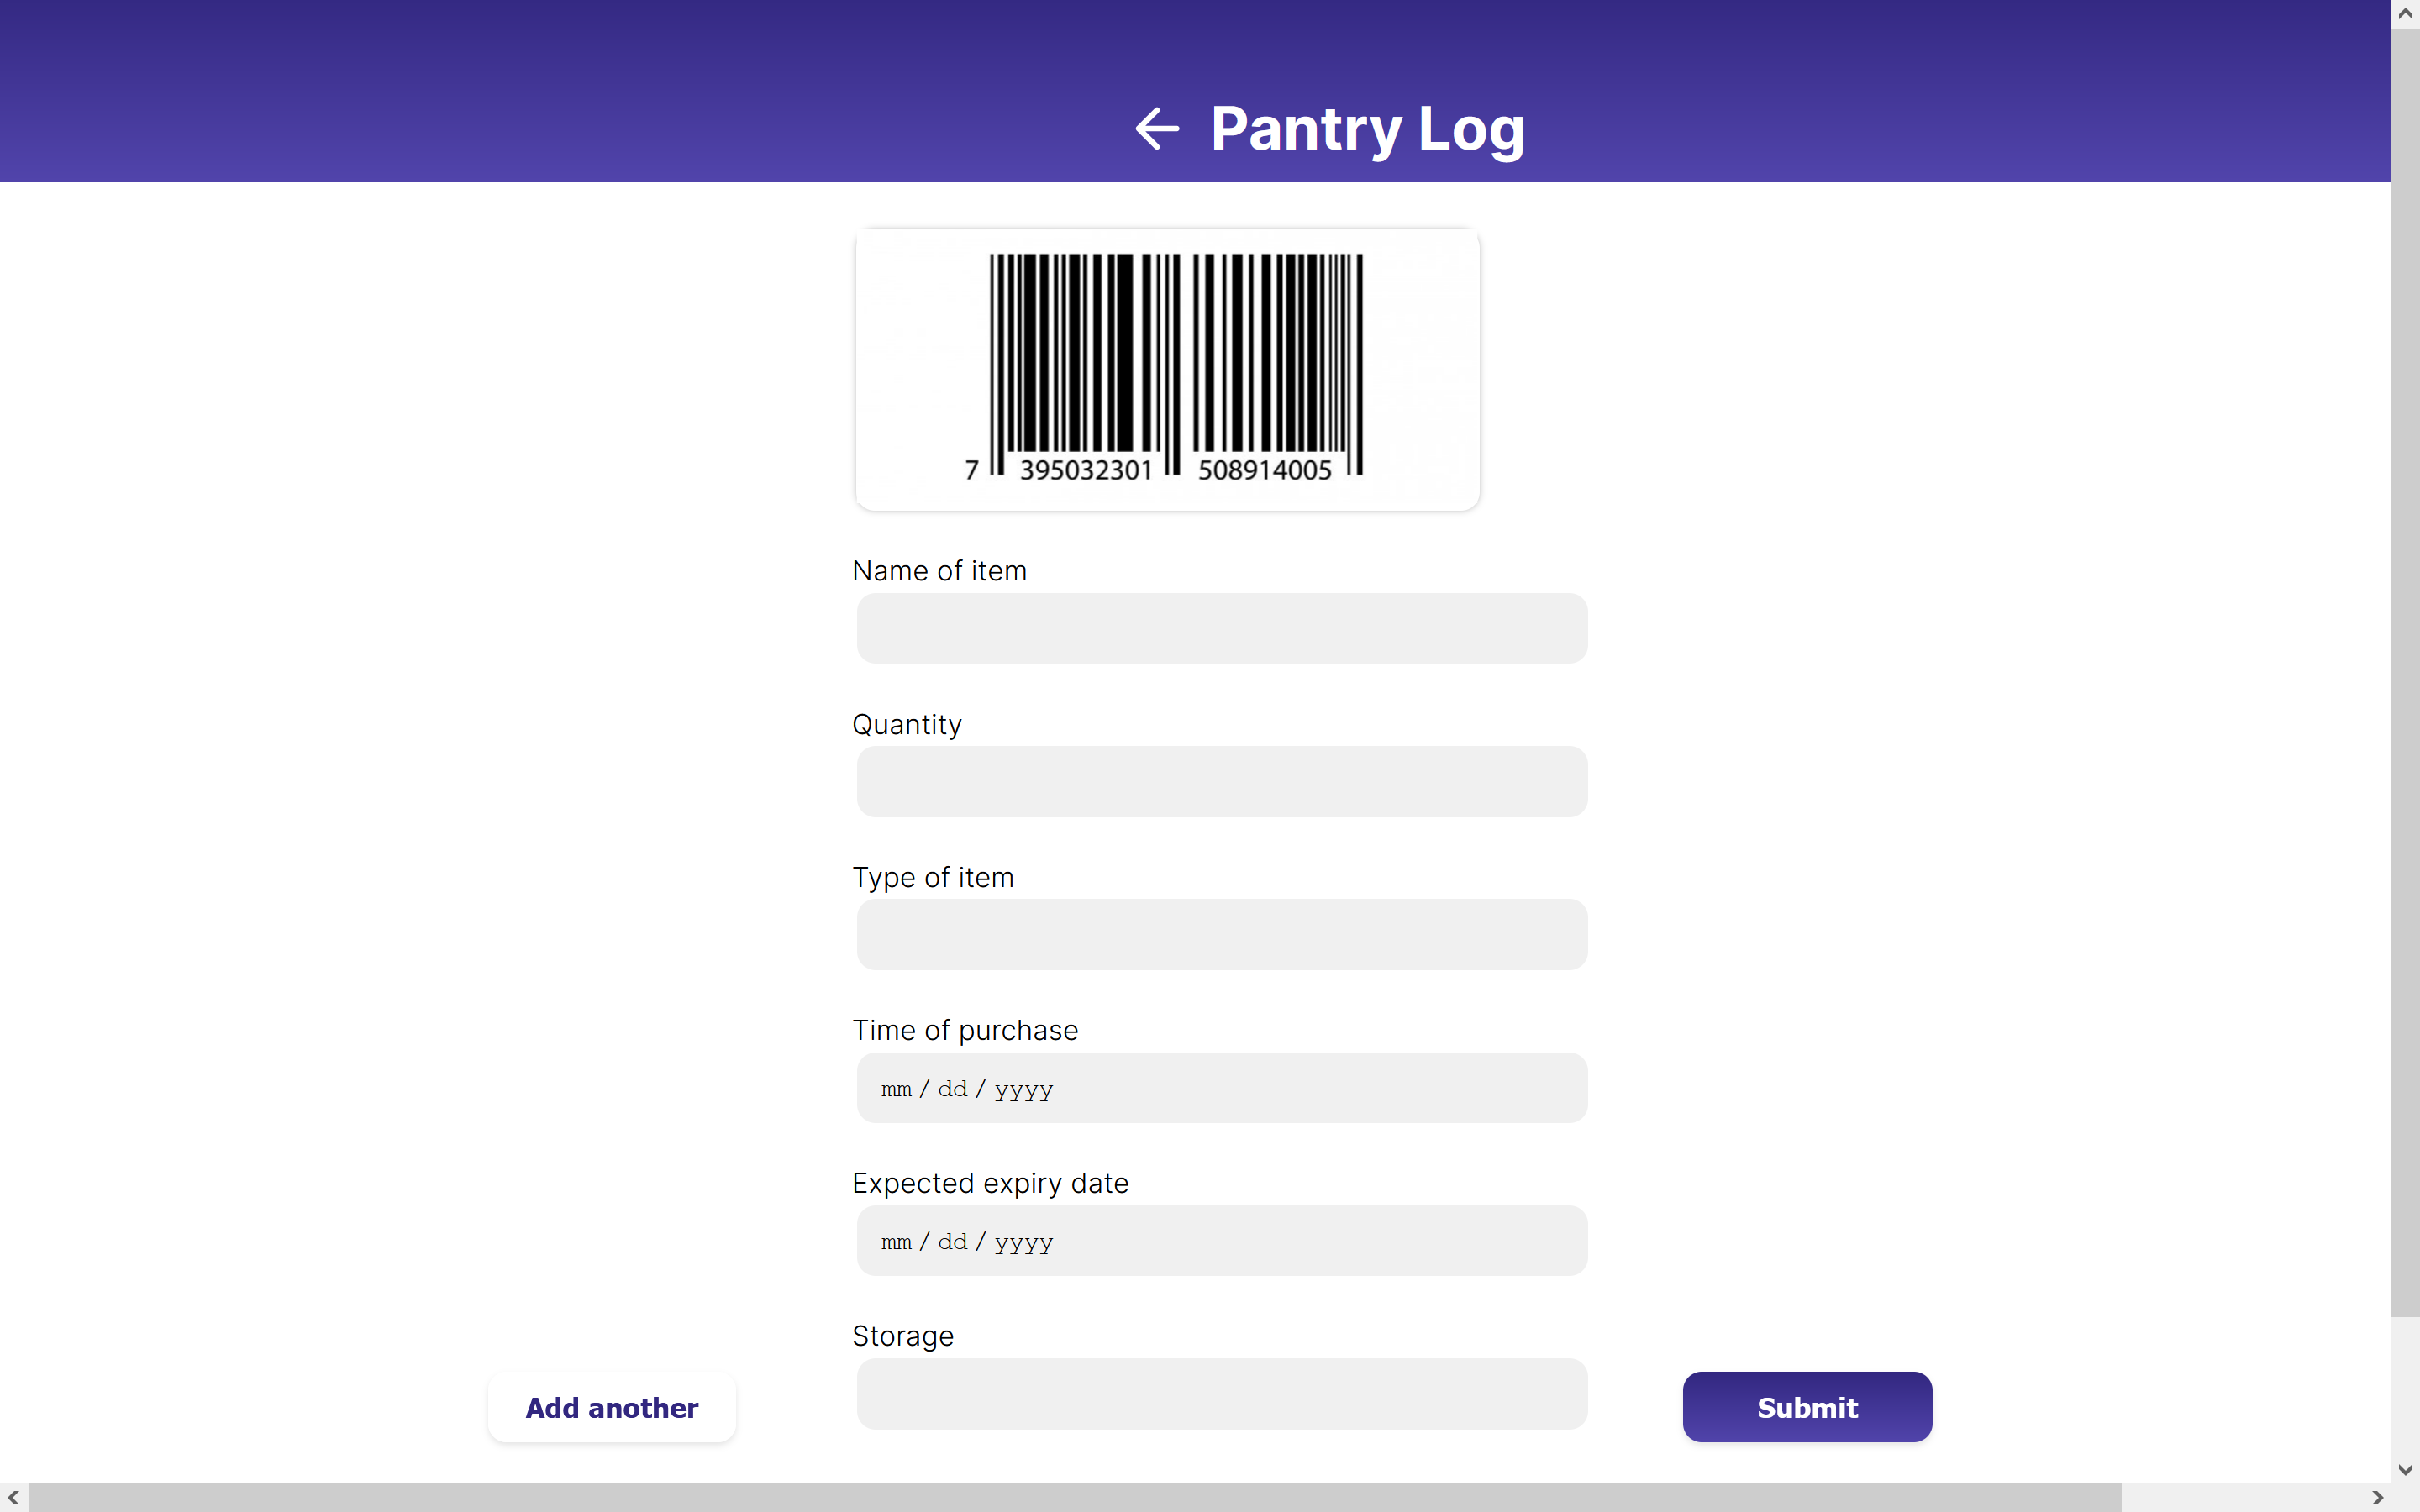 Pantry Log
7 395032301 508914005
Name of item
Quantity
Type of item
Time of purchase
mm / dd / yyyy
Expected expiry date
mm / dd / yyyy
Storage
Add another
Submit